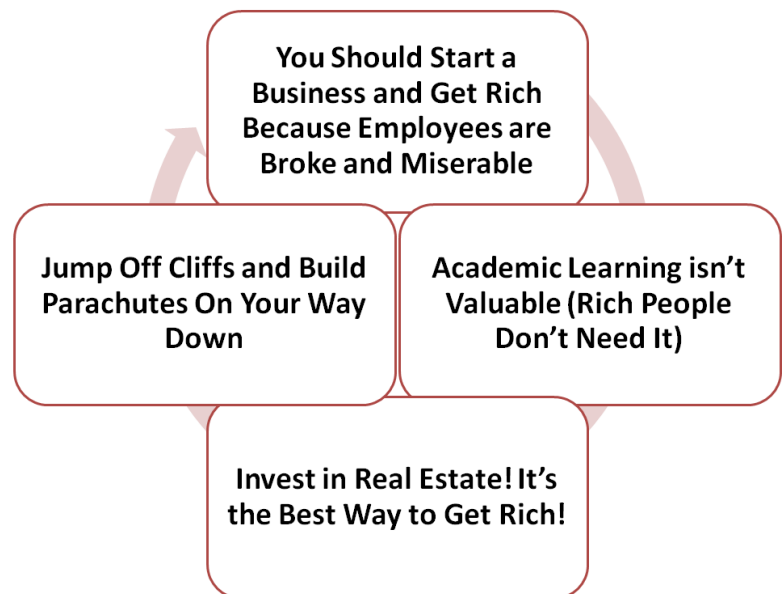 You Should Start a
Business and Get Rich
Because Employees are
Broke and Miserable
Jump Off Cliffs and Build
Parachutes On Your Way
Down
Academic Learning isn’t
Valuable (Rich People
Don’t Need It)
Invest in Real Estate! It’s
the Best Way to Get Rich!